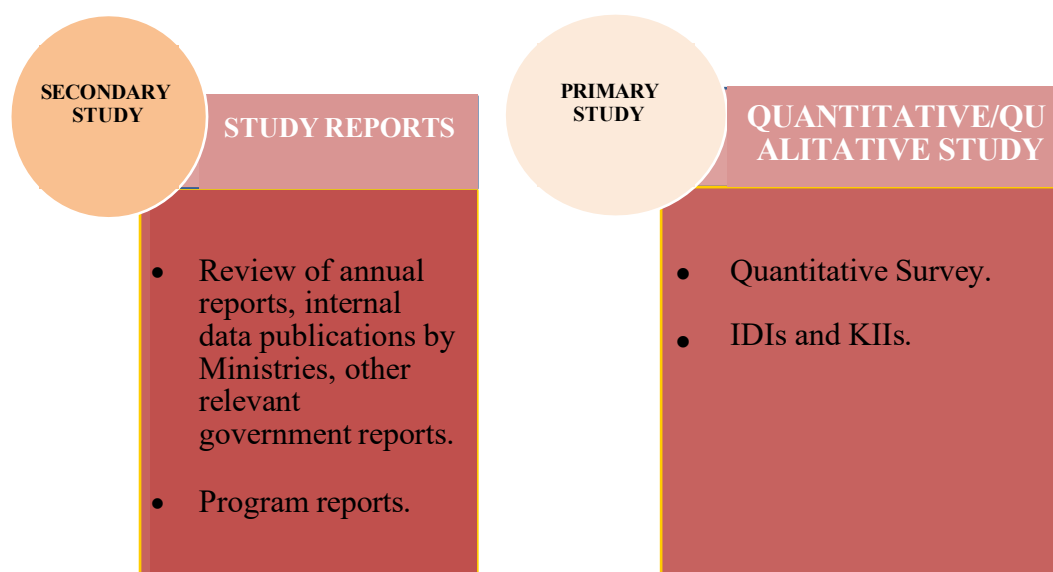 SECONDARY
STUDY
STUDY REPORTS
• Review of annual
reports, internal
data publications by
Ministries, other
relevant
government reports.
• Program reports.
PRIMARY
STUDY
QUANTITATIVE/QU
ALITATIVE STUDY
• Quantitative Survey.
• IDIs and KIIs.